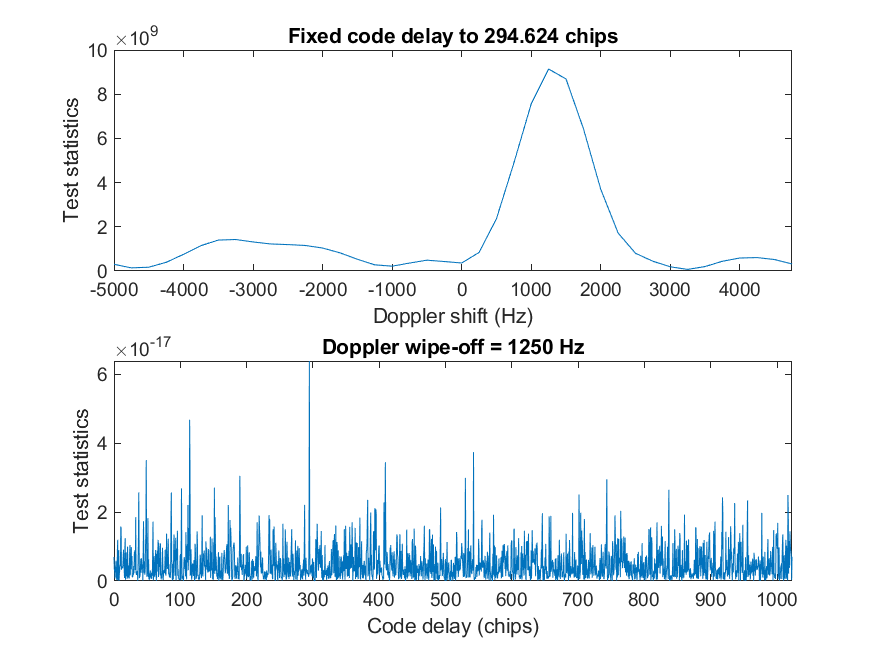 Fixed code delay to 294.624 chips
×10⁹
10
8
6
4
2
0
Test statistics
-5000 -4000 -3000 -2000 -1000 0 1000 2000 3000 4000
Doppler shift (Hz)
Doppler wipe-off = 1250 Hz
×10⁻¹⁷
6
4
2
0
Test statistics
0 100 200 300 400 500 600 700 800 900 1000
Code delay (chips)